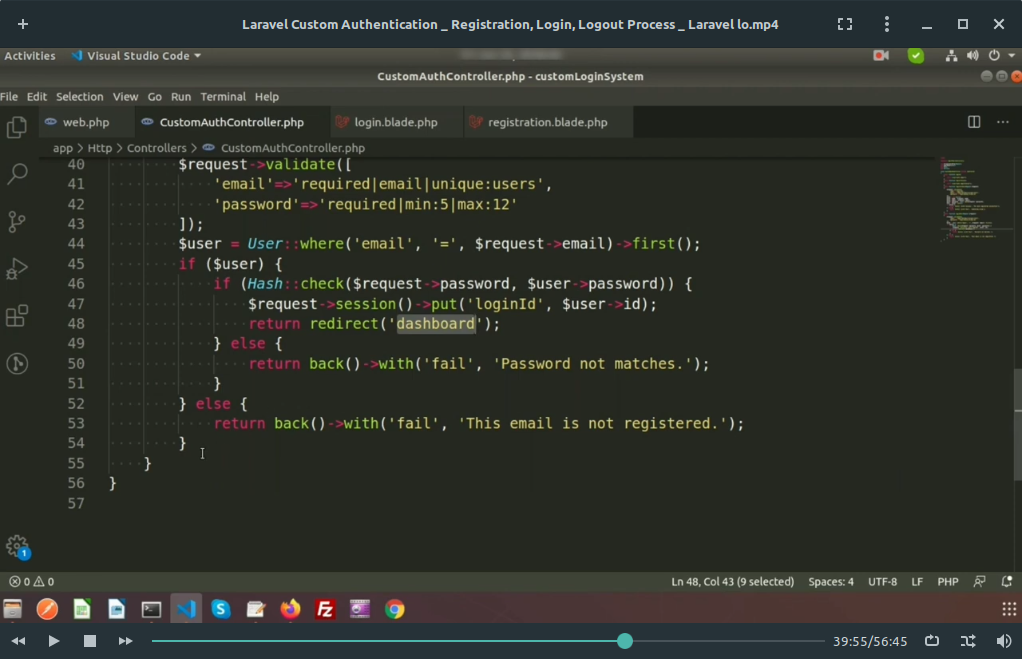 Laravel Custom Authentication _ Registration, Login, Logout Process _ Laravel lo.mp4
Activities Visual Studio Code
CustomAuthController.php - customLoginSystem
File Edit Selection View Go Run Terminal Help
web.php CustomAuthController.php login.blade.php registration.blade.php
app > Http > Controllers > CustomAuthController.php
40 $request->validate([
41 'email'=>'required|email|unique:users',
42 'password'=>'required|min:5|max:12'
43 ]);
44 $user = User::where('email', '=', $request->email)->first();
45 if ($user) {
46 if (Hash::check($request->password, $user->password)) {
47 $request->session()->put('loginId', $user->id);
48 return redirect('dashboard');
49 } else {
50 return back()->with('fail', 'Password not matches.');
51 }
52 } else {
53 return back()->with('fail', 'This email is not registered.');
54 }
55 }
56 }
57
1
0 0 Ln 48, Col 43 (9 selected) Spaces: 4 UTF-8 LF PHP
S Fz
39:55/56:45